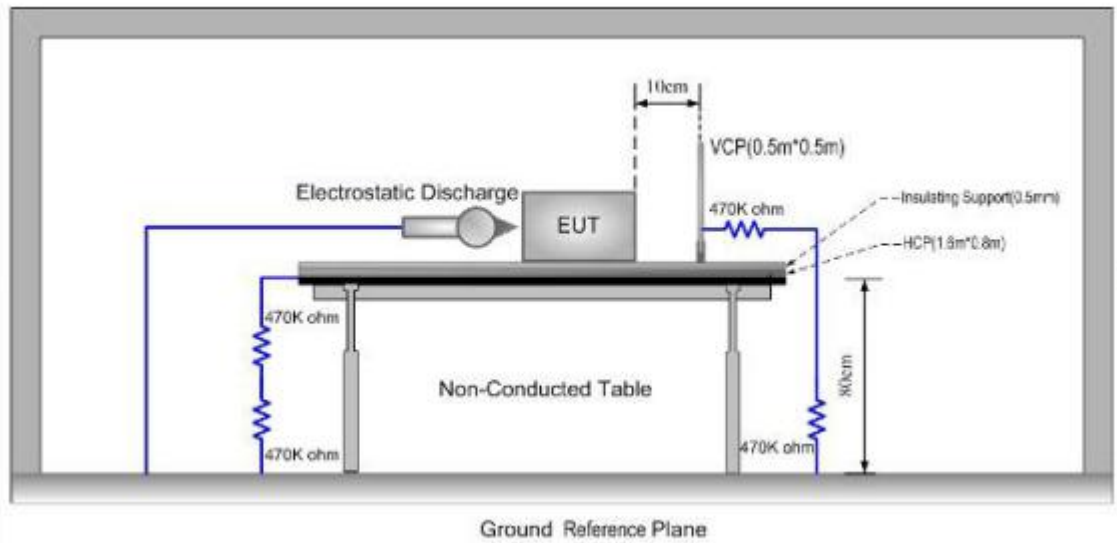 10cm
VCP(0.5m*0.5m)
Electrostatic Discharge
470K ohm
Insulating Support(0.5mm)
EUT
HCP(1.6m*0.8m)
470K ohm
80cm
Non-Conducted Table
470K ohm
470K ohm
Ground Reference Plane